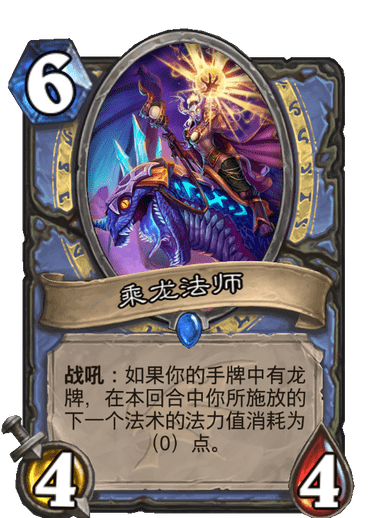 6
乘龙法师
战吼：如果你的手牌中有龙
牌，在本回合中你所施放的
下一个法术的法力值消耗为
（0）点。
4
4